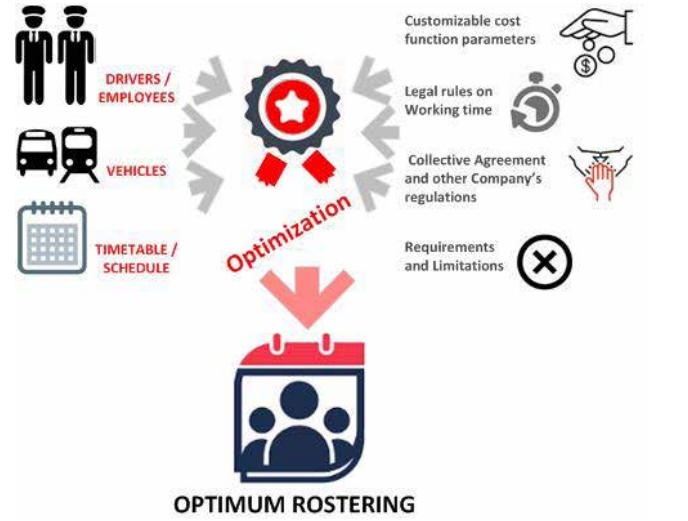 DRIVERS /
EMPLOYEES
VEHICLES
TIMETABLE /
SCHEDULE
Optimization
Customizable cost
function parameters
Legal rules on
Working time
Collective Agreement
and other Company's
regulations
Requirements
and Limitations
OPTIMUM ROSTERING